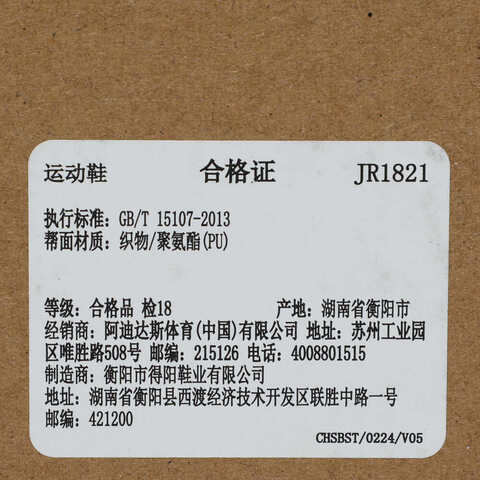 运动鞋 合格证 JR1821
执行标准: GB/T 15107-2013
帮面材质: 织物/聚氨酯(PU)
等级: 合格品 检18 产地: 湖南省衡阳市
经销商: 阿迪达斯体育(中国)有限公司 地址: 苏州工业园
区唯胜路508号 邮编: 215126 电话: 4008801515
制造商: 衡阳市得阳鞋业有限公司
地址: 湖南省衡阳县西渡经济技术开发区联胜中路一号
邮编: 421200
CHSBST/0224/V05